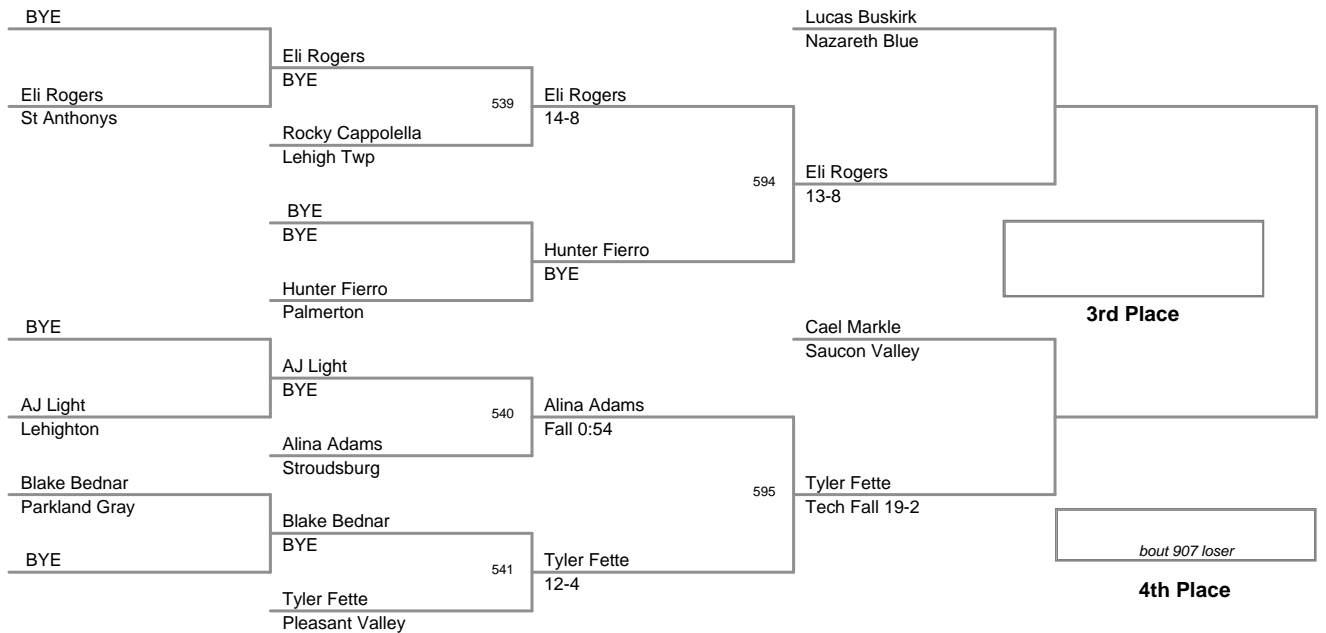 BYE
Eli Rogers
St Anthonys
BYE
AJ Light
Lehighton
Blake Bednar
Parkland Gray
BYE
Eli Rogers
BYE
539
Rocky Cappolella
Lehigh Twp
BYE
BYE
Hunter Fierro
Palmerton
AJ Light
BYE
540
Alina Adams
Stroudsburg
Blake Bednar
BYE
541
Tyler Fette
Pleasant Valley
Eli Rogers
14-8
594
Hunter Fierro
BYE
Alina Adams
Fall 0:54
595
Tyler Fette
12-4
Lucas Buskirk
Nazareth Blue
Eli Rogers
13-8
Cael Markle
Saucon Valley
Tyler Fette
Tech Fall 19-2
3rd Place
bout 907 loser
4th Place